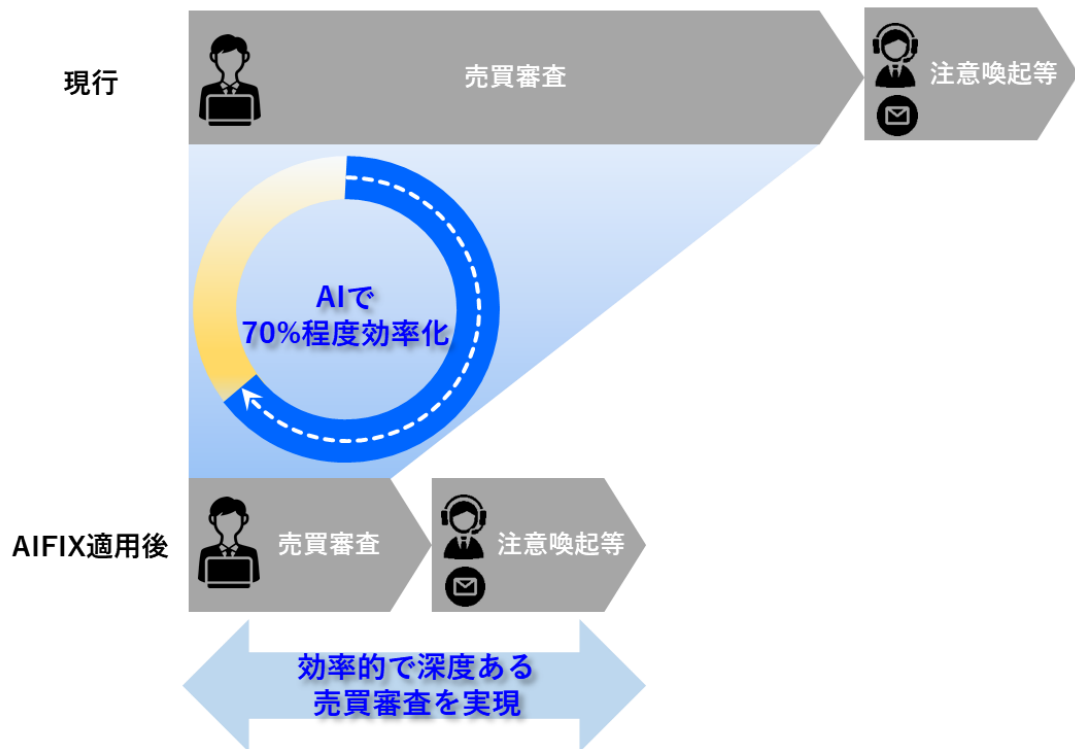 現行
売買審査
注意喚起等
AIで
70%程度効率化
AIFIX適用後
売買審査
注意喚起等
効率的で深度ある
売買審査を実現